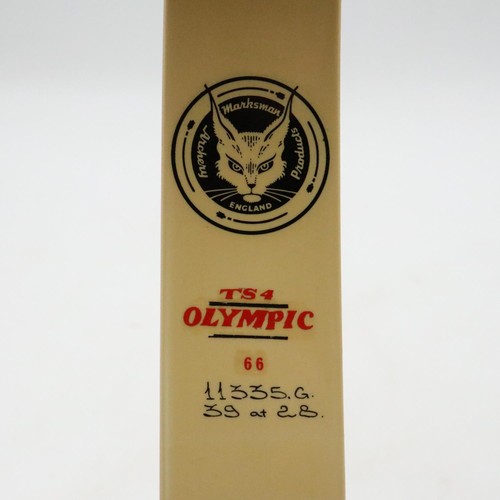 Marksman
Archery
Products
ENGLAND
TS4
OLYMPIC
66
11335.G.
39 at 28.